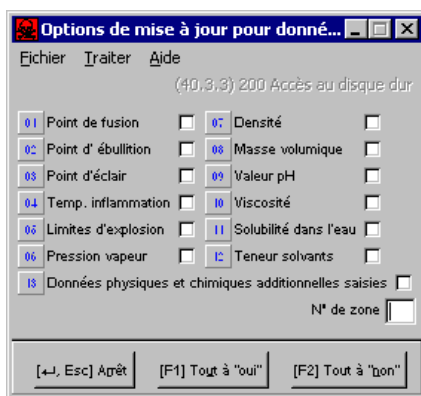 Options de mise à jour pour donné...
Fichier Traiter Aide
(40.3.3) 200 Accès au disque dur
01 Point de fusion 07 Densité
02 Point d' ébullition 08 Masse volumique
03 Point d'éclair 09 Valeur pH
04 Temp. inflammation 10 Viscosité
05 Limites d'explosion 11 Solubilité dans l'eau
06 Pression vapeur 12 Teneur solvants
13 Données physiques et chimiques additionnelles saisies
N° de zone
[↵, Esc] Arrêt [F1] Tout à "oui" [F2] Tout à "non"